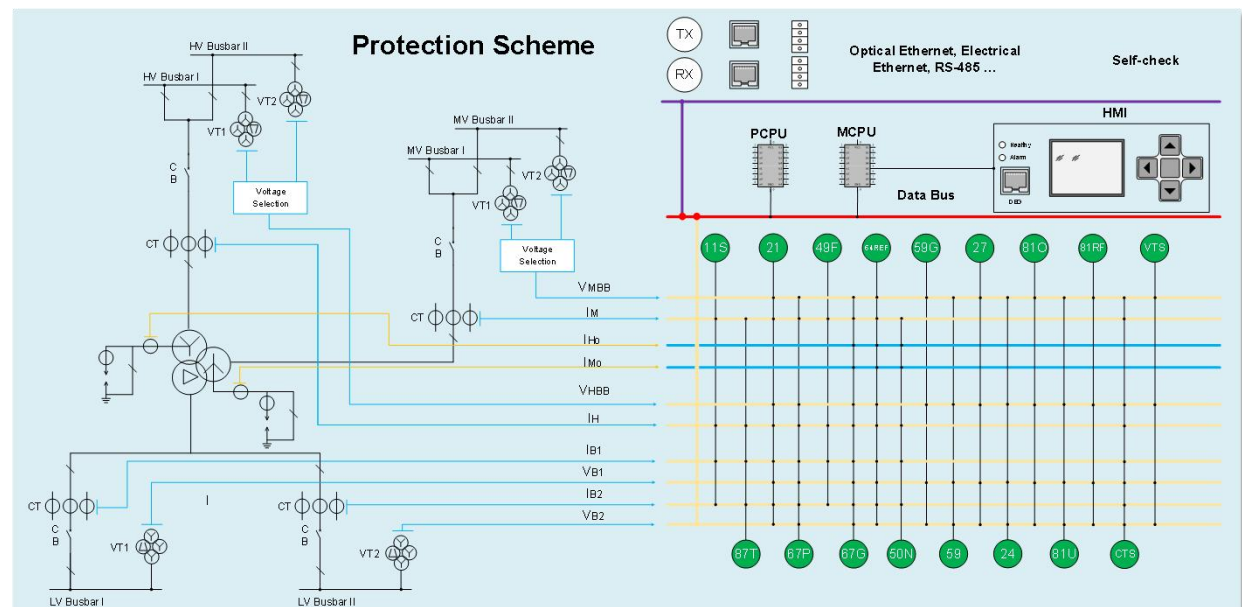 Protection Scheme
HV Busbar II
HV Busbar I
VT2
VT1
C
B
Voltage
Selection
CT
MV Busbar II
MV Busbar I
VT2
VT1
C
B
Voltage
Selection
CT
VMBB
IM
IHo
IMo
VHBB
IH
IB1
VB1
IB2
VB2
I
CT
C
B
VT1
CT
C
B
VT2
LV Busbar I
LV Busbar II
TX
RX
Optical Ethernet, Electrical
Ethernet, RS-485 ...
Self-check
HMI
PCPU
MCPU
Healthy
Alarm
Data Bus
11S
21
49F
64REF
59G
27
81O
81RF
VTS
87T
67P
67G
50N
59
24
81U
CTS